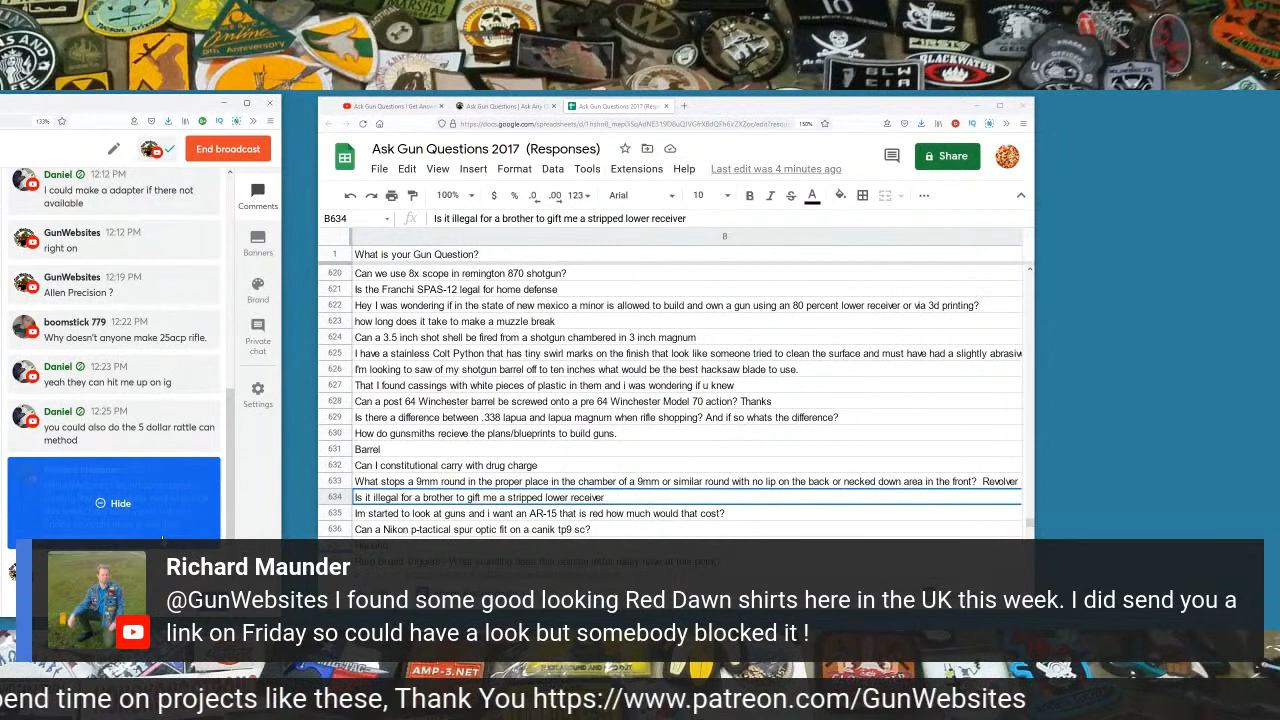 MARSHAL
5th Anniversary
BLACKWATER
133%
End broadcast
Daniel 12:12 PM
I could make a adapter if there not
available
GunWebsites 12:12 PM
right on
GunWebsites 12:19 PM
Allen Precision ?
boomstick 779 12:22 PM
Why doesn't anyone make 25acp rifle.
Daniel 12:23 PM
yeah they can hit me up on ig
Daniel 12:25 PM
you could also do the 5 dollar rattle can
method
Hide
Comments
Banners
Brand
Private
chat
Settings
Ask Gun Questions 2017 (Respo
150%
Ask Gun Questions 2017 (Responses)
File Edit View Insert Format Data Tools Extensions Help Last edit was 4 minutes ago
Share
100% $ % .0 .00 123 Arial 10 B I S A
B634 fx Is it illegal for a brother to gift me a stripped lower receiver
B
1 What is your Gun Question?
620 Can we use 8x scope in remington 870 shotgun?
621 Is the Franchi SPAS-12 legal for home defense
622 Hey I was wondering if in the state of new mexico a minor is allowed to build and own a gun using an 80 percent lower receiver or via 3d printing?
623 how long does it take to make a muzzle break
624 Can a 3.5 inch shot shell be fired from a shotgun chambered in 3 inch magnum
625 I have a stainless Colt Python that has tiny swirl marks on the finish that look like someone tried to clean the surface and must have had a slightly abrasiv
626 I'm looking to saw of my shotgun barrel off to ten inches what would be the best hacksaw blade to use.
627 That I found cassings with white pieces of plastic in them and i was wondering if u knew
628 Can a post 64 Winchester barrel be screwed onto a pre 64 Winchester Model 70 action? Thanks
629 Is there a difference between .338 lapua and lapua magnum when rifle shopping? And if so whats the difference?
630 How do gunsmiths recieve the plans/blueprints to build guns.
631 Barrel
632 Can I constitutional carry with drug charge
633 What stops a 9mm round in the proper place in the chamber of a 9mm or similar round with no lip on the back or necked down area in the front? Revolver
634 Is it illegal for a brother to gift me a stripped lower receiver
635 Im started to look at guns and i want an AR-15 that is red how much would that cost?
636 Can a Nikon p-tactical spur optic fit on a canik tp9 sc?
Richard Maunder
@GunWebsites I found some good looking Red Dawn shirts here in the UK this week. I did send you a
link on Friday so could have a look but somebody blocked it !
AMP-3.NET
pend time on projects like these, Thank You https://www.patreon.com/GunWebsites